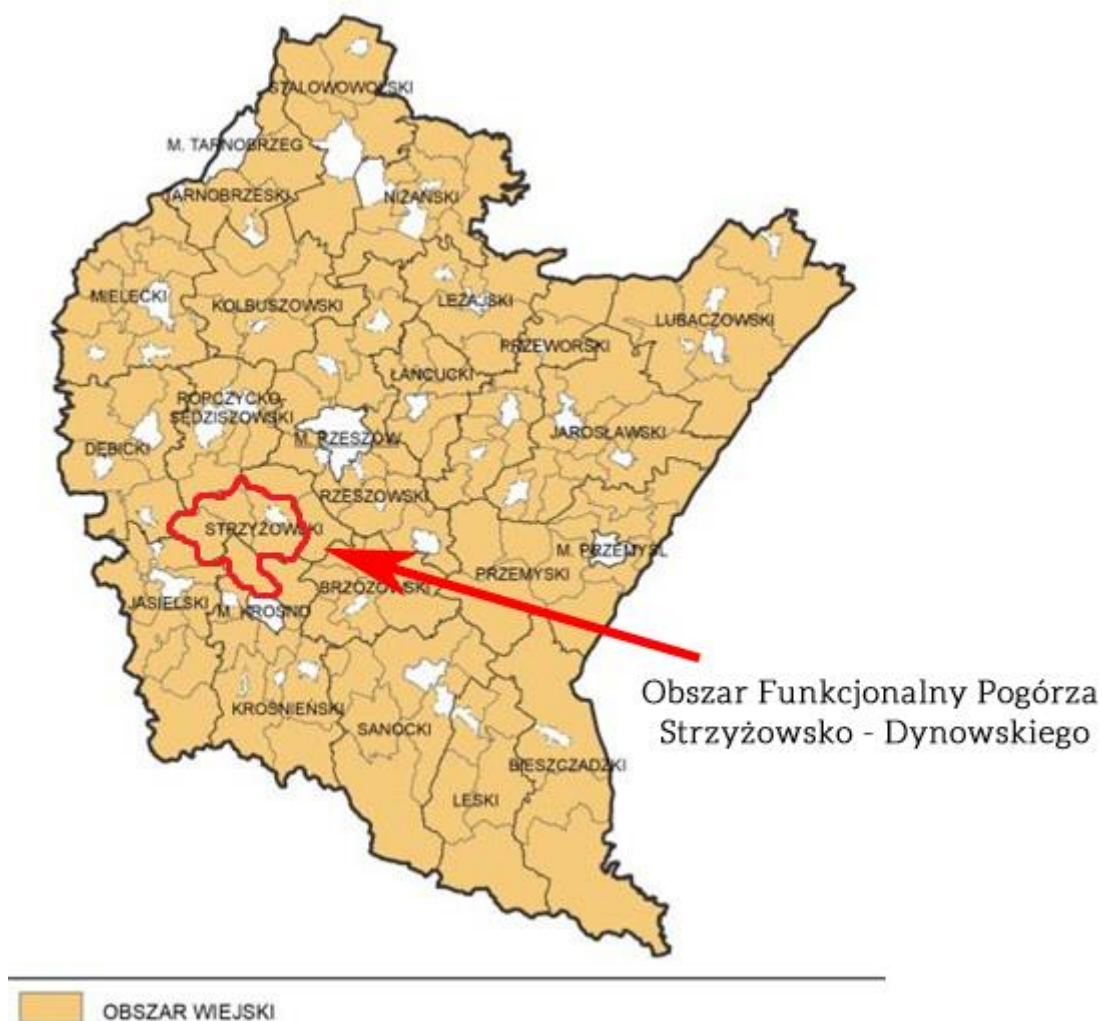 STALOWOWOLSKI
M. TARNOBRZEG
TARNOBRZESKI
NIŻAŃSKI
MIELECKI
KOLBUSZOWSKI
LEŻAJSKI
LUBACZOWSKI
PRZEWORSKI
ŁAŃCUCKI
ROPCZYCKO-
SĘDZISZOWSKI
M. RZESZÓW
JAROSŁAWSKI
DĘBICKI
RZESZOWSKI
STRZYŻOWSKI
M. PRZEMYŚL
PRZEMYSKI
BRZOZOWSKI
JASIELSKI
M. KROSNO
Obszar Funkcjonalny Pogórza
Strzyżowsko - Dynowskiego
KROŚNIEŃSKI
SANOCKI
BIESZCZADZKI
LESKI
OBSZAR WIEJSKI